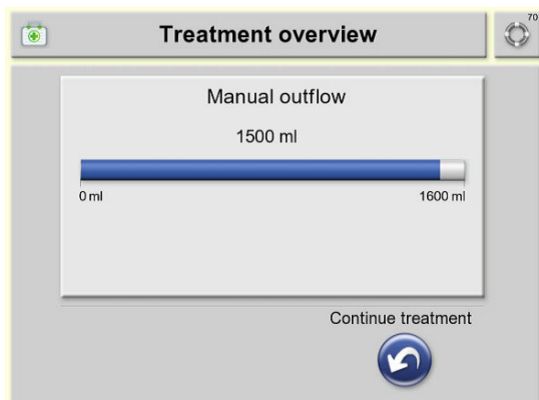 Treatment overview
70
Manual outflow
1500 ml
0 ml
1600 ml
Continue treatment